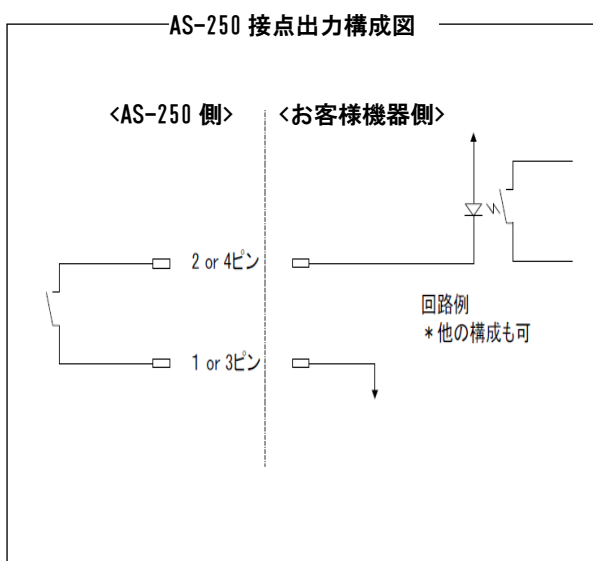 AS-250 接点出力構成図
<AS-250 側>
<お客様機器側>
2 or 4ピン
回路例
*他の構成も可
1 or 3ピン